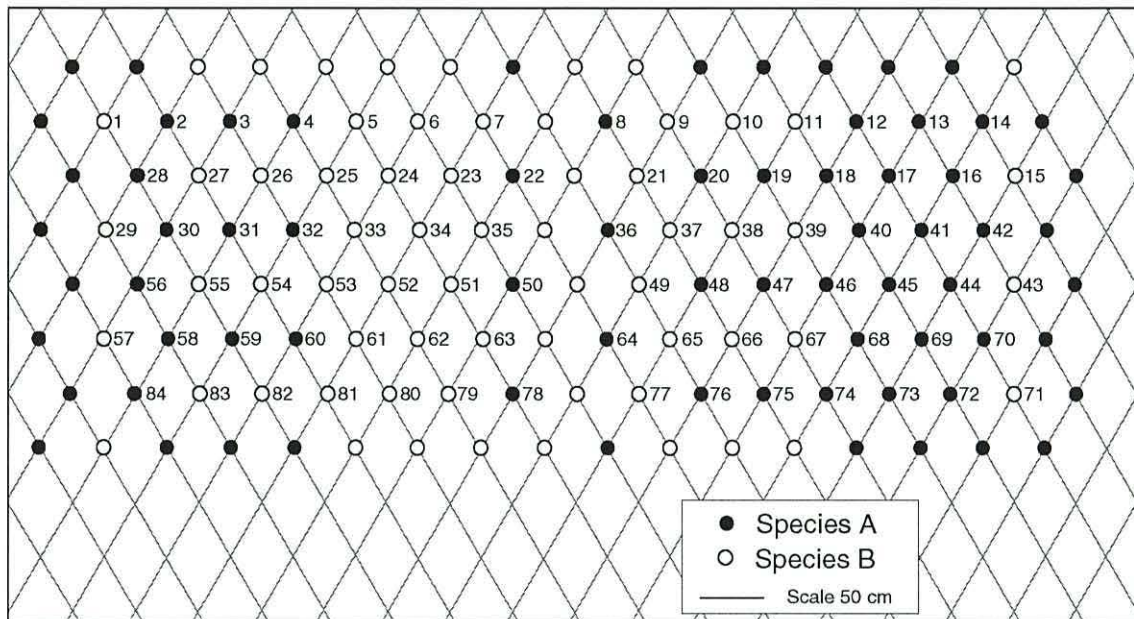 1 2 3 4 5 6 7 8 9 10 11 12 13 14
28 27 26 25 24 23 22 21 20 19 18 17 16 15
29 30 31 32 33 34 35 36 37 38 39 40 41 42
56 55 54 53 52 51 50 49 48 47 46 45 44 43
57 58 59 60 61 62 63 64 65 66 67 68 69 70
84 83 82 81 80 79 78 77 76 75 74 73 72 71
Species A
Species B
Scale 50 cm